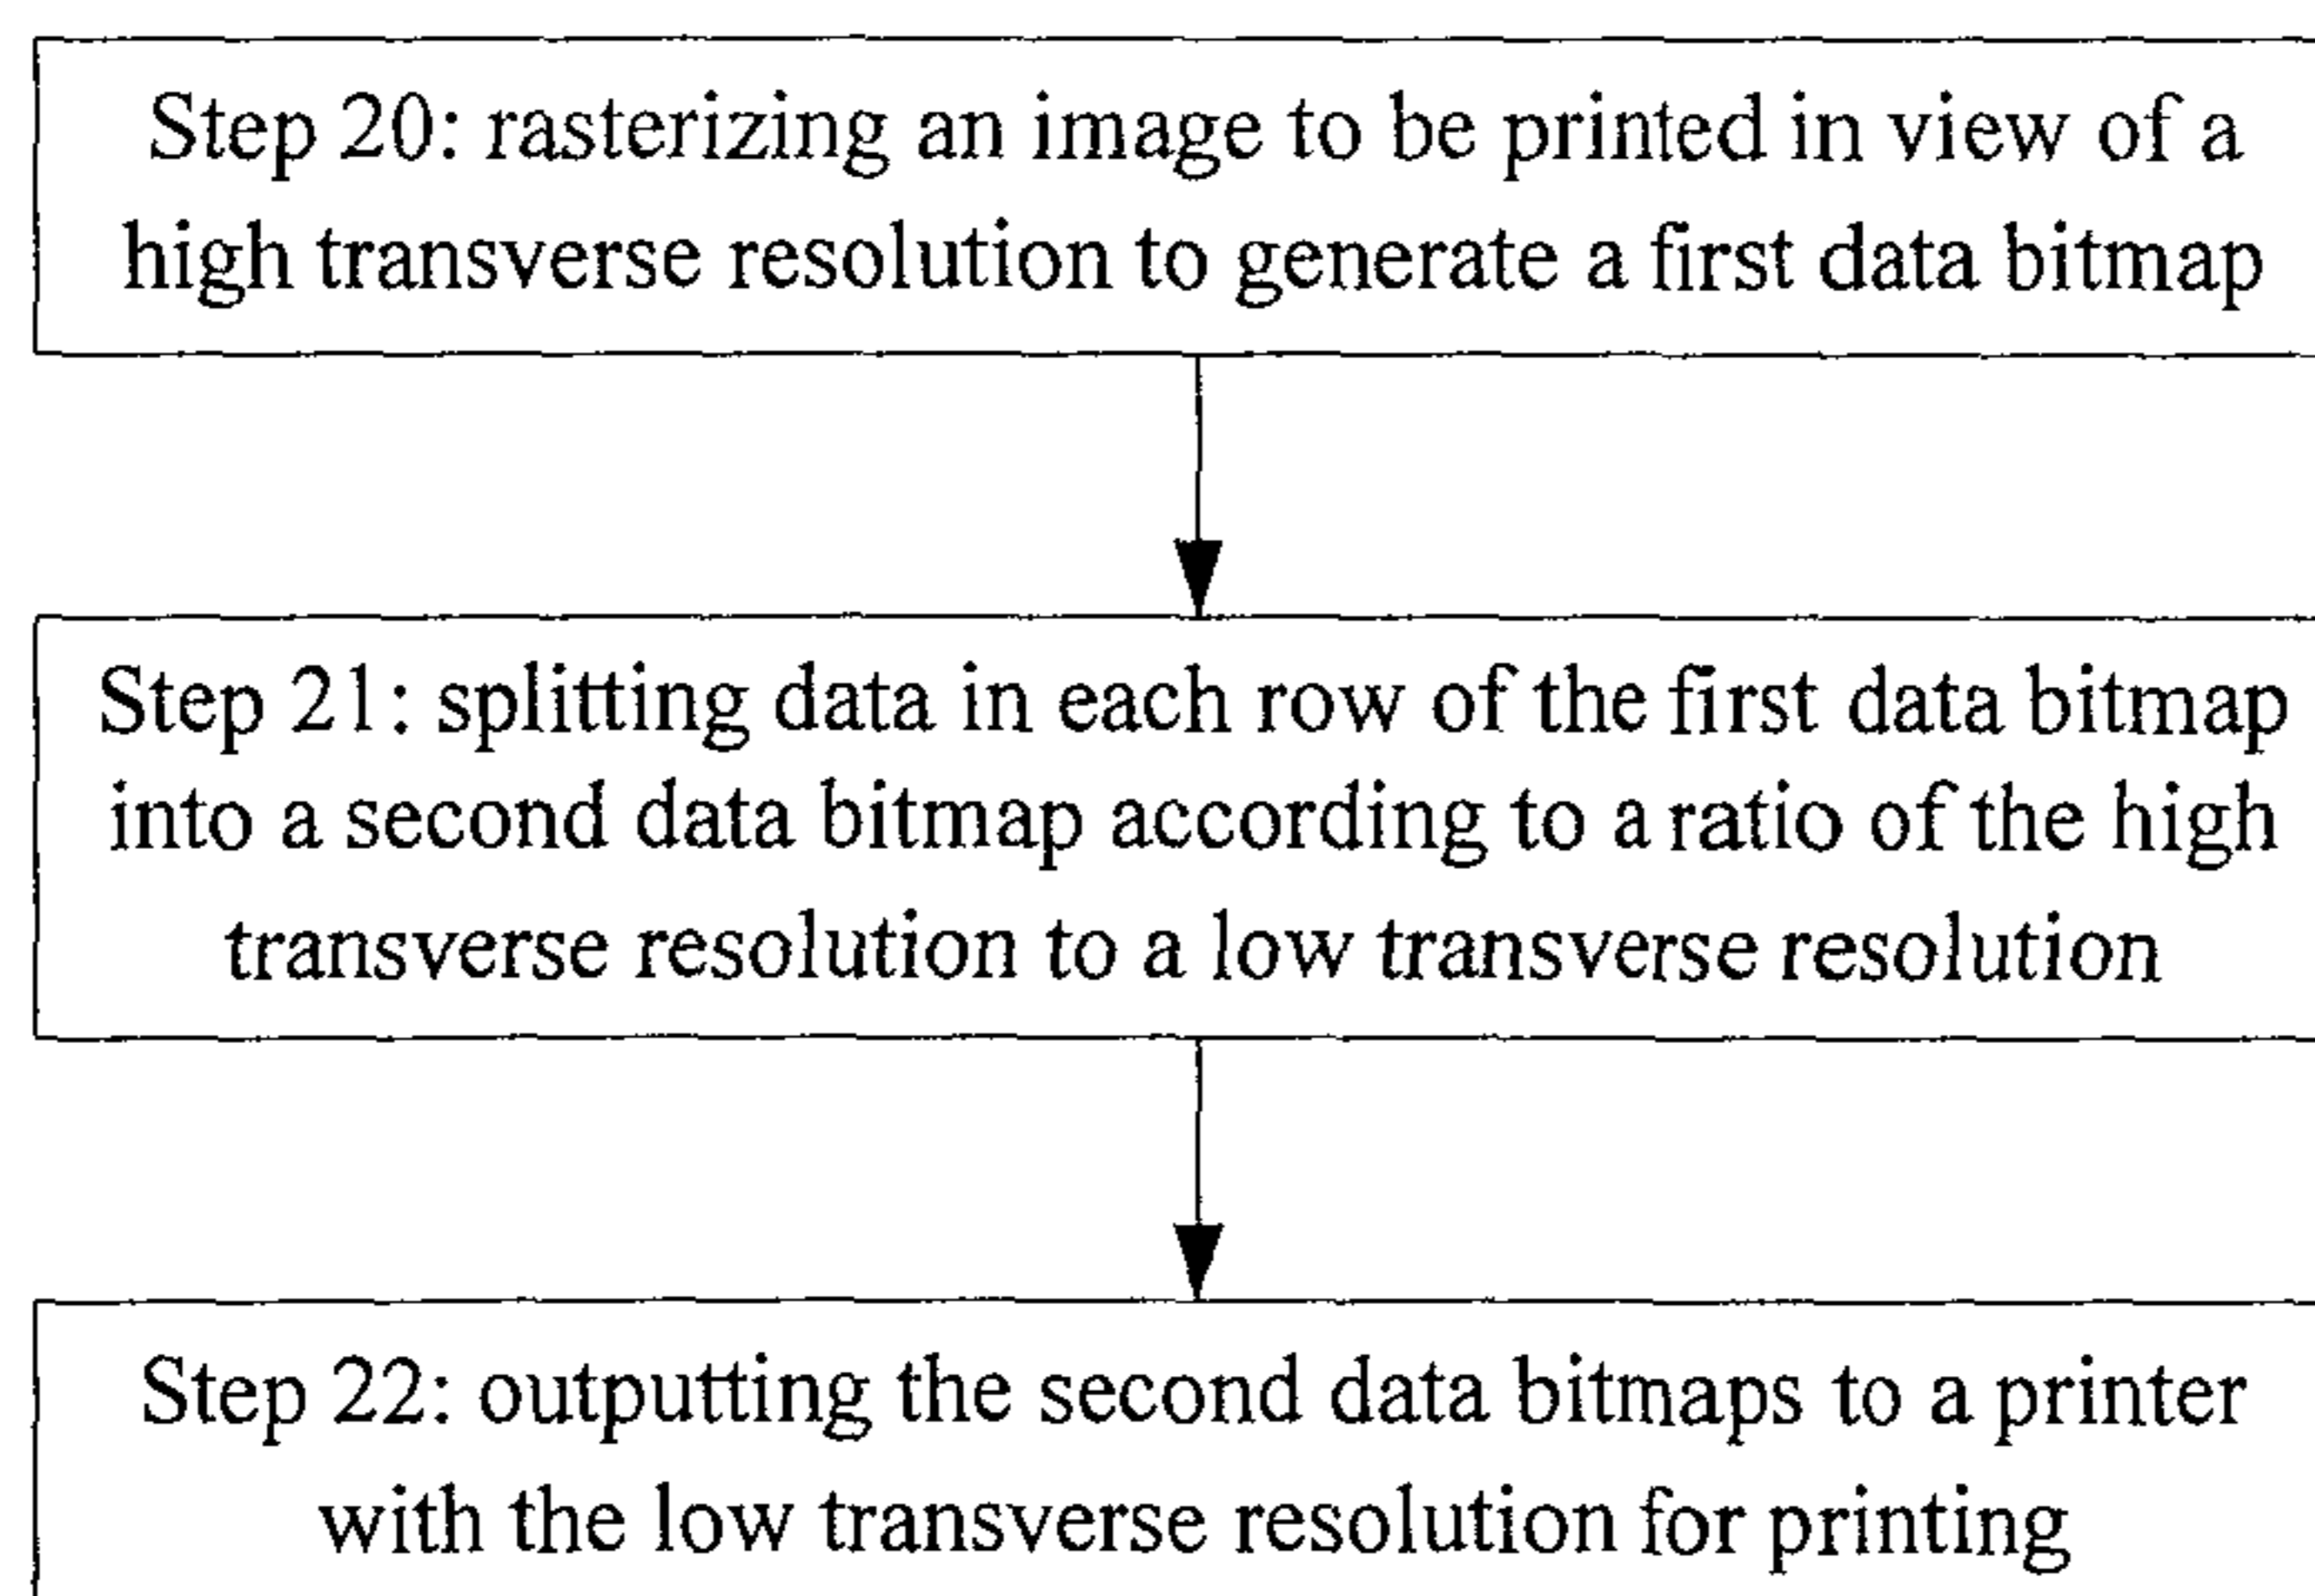 Step 20: rasterizing an image to be printed in view of a
high transverse resolution to generate a first data bitmap
Step 21: splitting data in each row of the first data bitmap
into a second data bitmap according to a ratio of the high
transverse resolution to a low transverse resolution
Step 22: outputting the second data bitmaps to a printer
with the low transverse resolution for printing